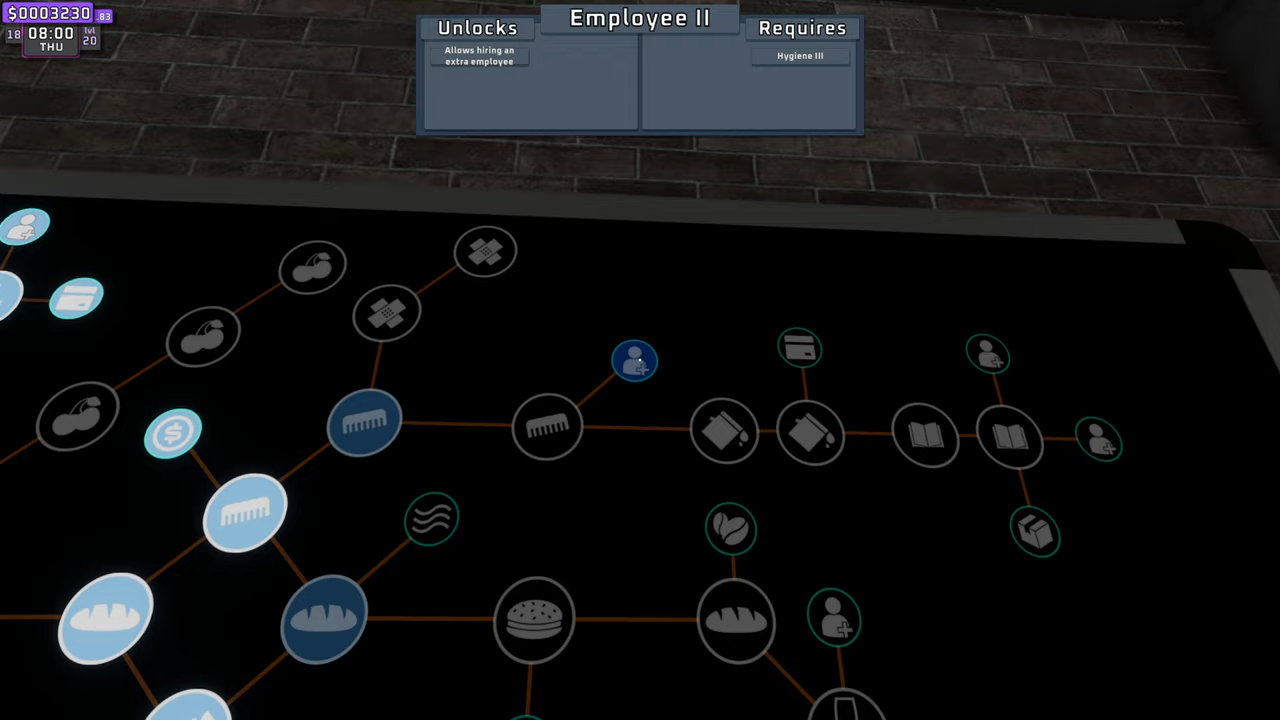 $0003230 .83
18 08:00 lvl 20
THU
Unlocks
Employee II
Requires
Allows hiring an
extra employee
Hygiene III
$